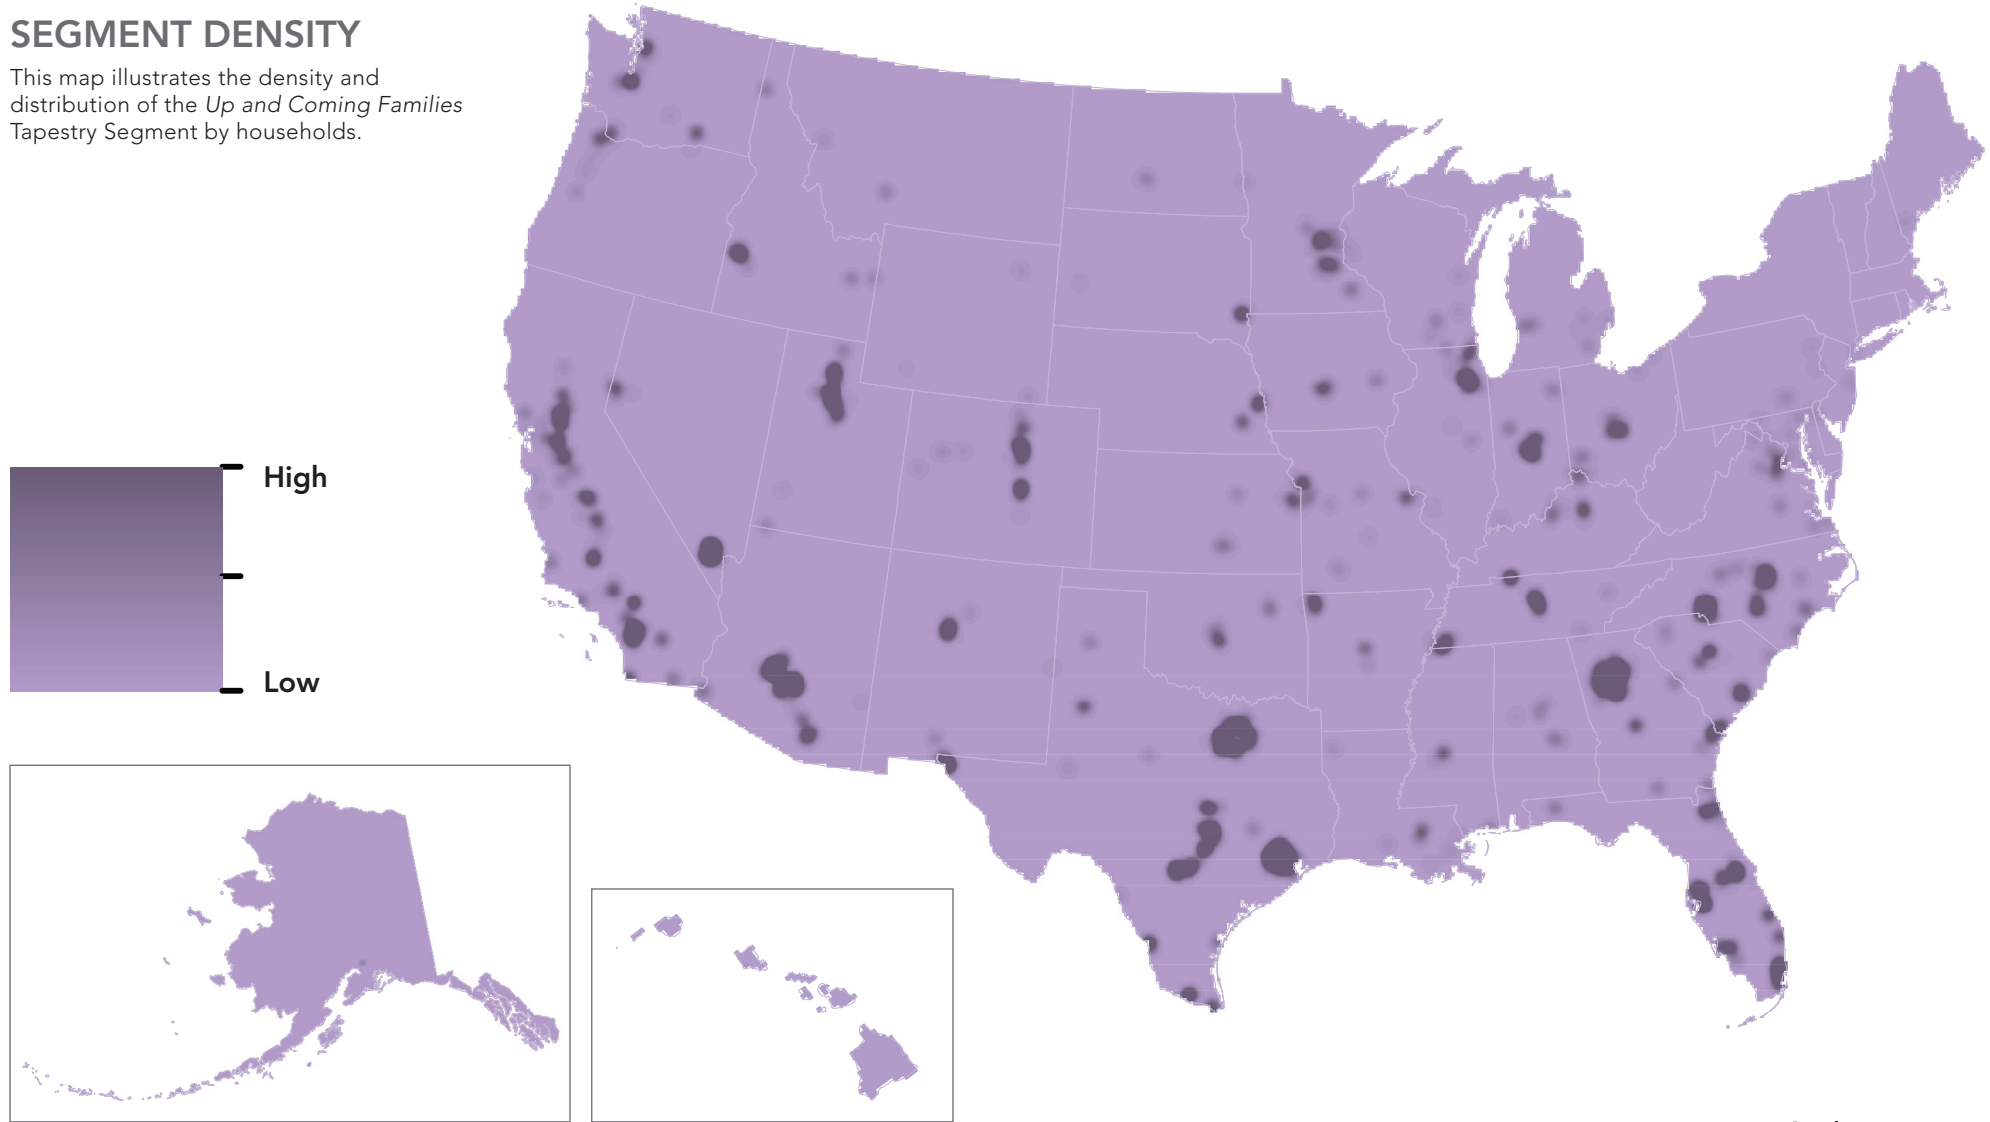 SEGMENT DENSITY
This map illustrates the density and
distribution of the Up and Coming Families
Tapestry Segment by households.
High
Low